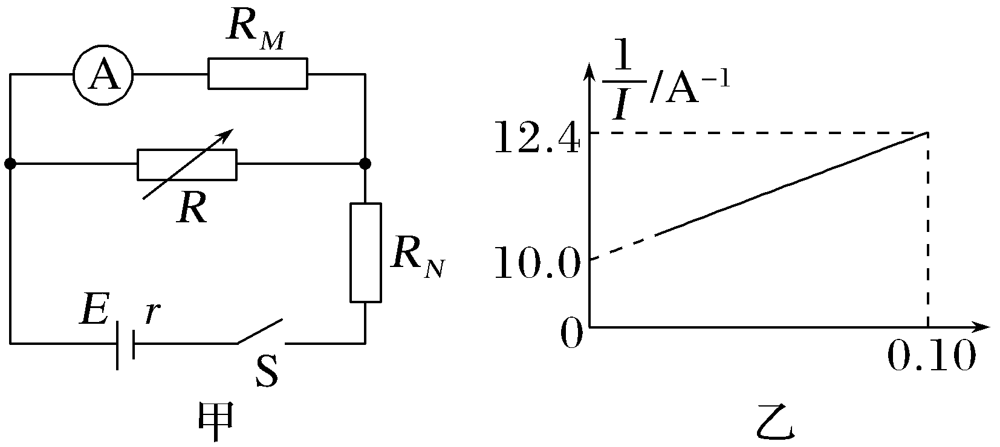 A
R_M
R
R_N
E r
S
甲
1/I /A⁻¹
12.4
10.0
0
0.10
乙